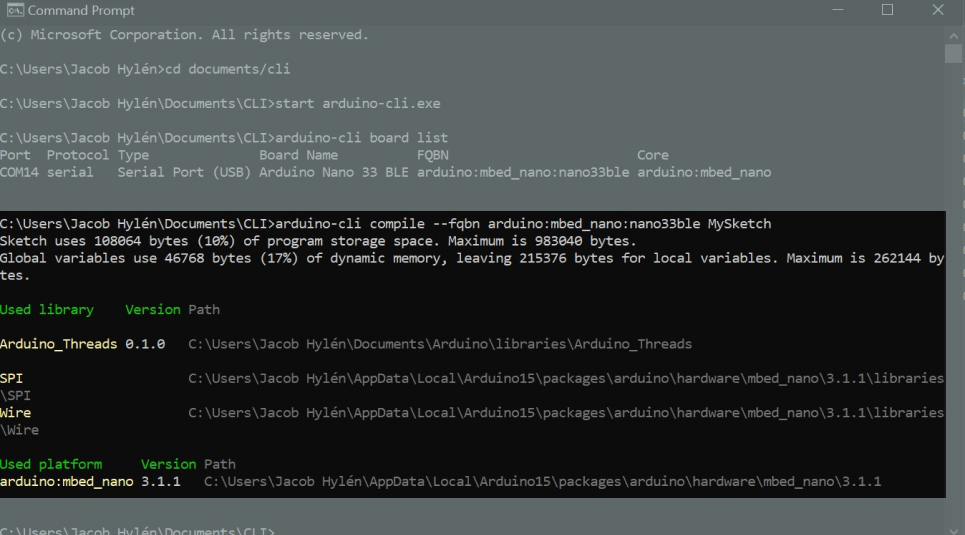 Command Prompt
(c) Microsoft Corporation. All rights reserved.
C:\Users\Jacob Hylén>cd documents/cli
C:\Users\Jacob Hylén\Documents\CLI>start arduino-cli.exe
C:\Users\Jacob Hylén\Documents\CLI>arduino-cli board list
Port  Protocol Type              Board Name          FQBN                        Core
COM14 serial   Serial Port (USB) Arduino Nano 33 BLE arduino:mbed_nano:nano33ble arduino:mbed_nano
C:\Users\Jacob Hylén\Documents\CLI>arduino-cli compile --fqbn arduino:mbed_nano:nano33ble MySketch
Sketch uses 108064 bytes (10%) of program storage space. Maximum is 983040 bytes.
Global variables use 46768 bytes (17%) of dynamic memory, leaving 215376 bytes for local variables. Maximum is 262144 by
tes.
Used library    Version Path
Arduino_Threads 0.1.0   C:\Users\Jacob Hylén\Documents\Arduino\libraries\Arduino_Threads
SPI                     C:\Users\Jacob Hylén\AppData\Local\Arduino15\packages\arduino\hardware\mbed_nano\3.1.1\libraries
\SPI
Wire                    C:\Users\Jacob Hylén\AppData\Local\Arduino15\packages\arduino\hardware\mbed_nano\3.1.1\libraries
\Wire
Used platform     Version Path
arduino:mbed_nano 3.1.1   C:\Users\Jacob Hylén\AppData\Local\Arduino15\packages\arduino\hardware\mbed_nano\3.1.1
C:\Users\Jacob Hylén\Documents\CLI>